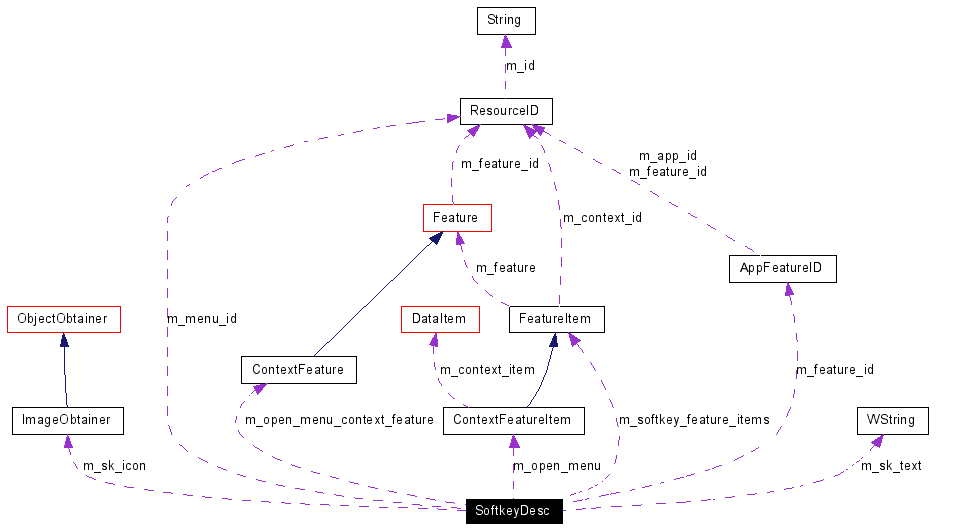 String
m_id
ResourceID
m_app_id
m_feature_id
m_feature_id
Feature
m_context_id
m_feature
AppFeatureID
ObjectObtainer
m_menu_id
DataItem
FeatureItem
ContextFeature
m_context_item
m_feature_id
ImageObtainer
m_open_menu_context_feature
ContextFeatureItem
m_softkey_feature_items
WString
m_sk_icon
m_open_menu
m_sk_text
SoftkeyDesc